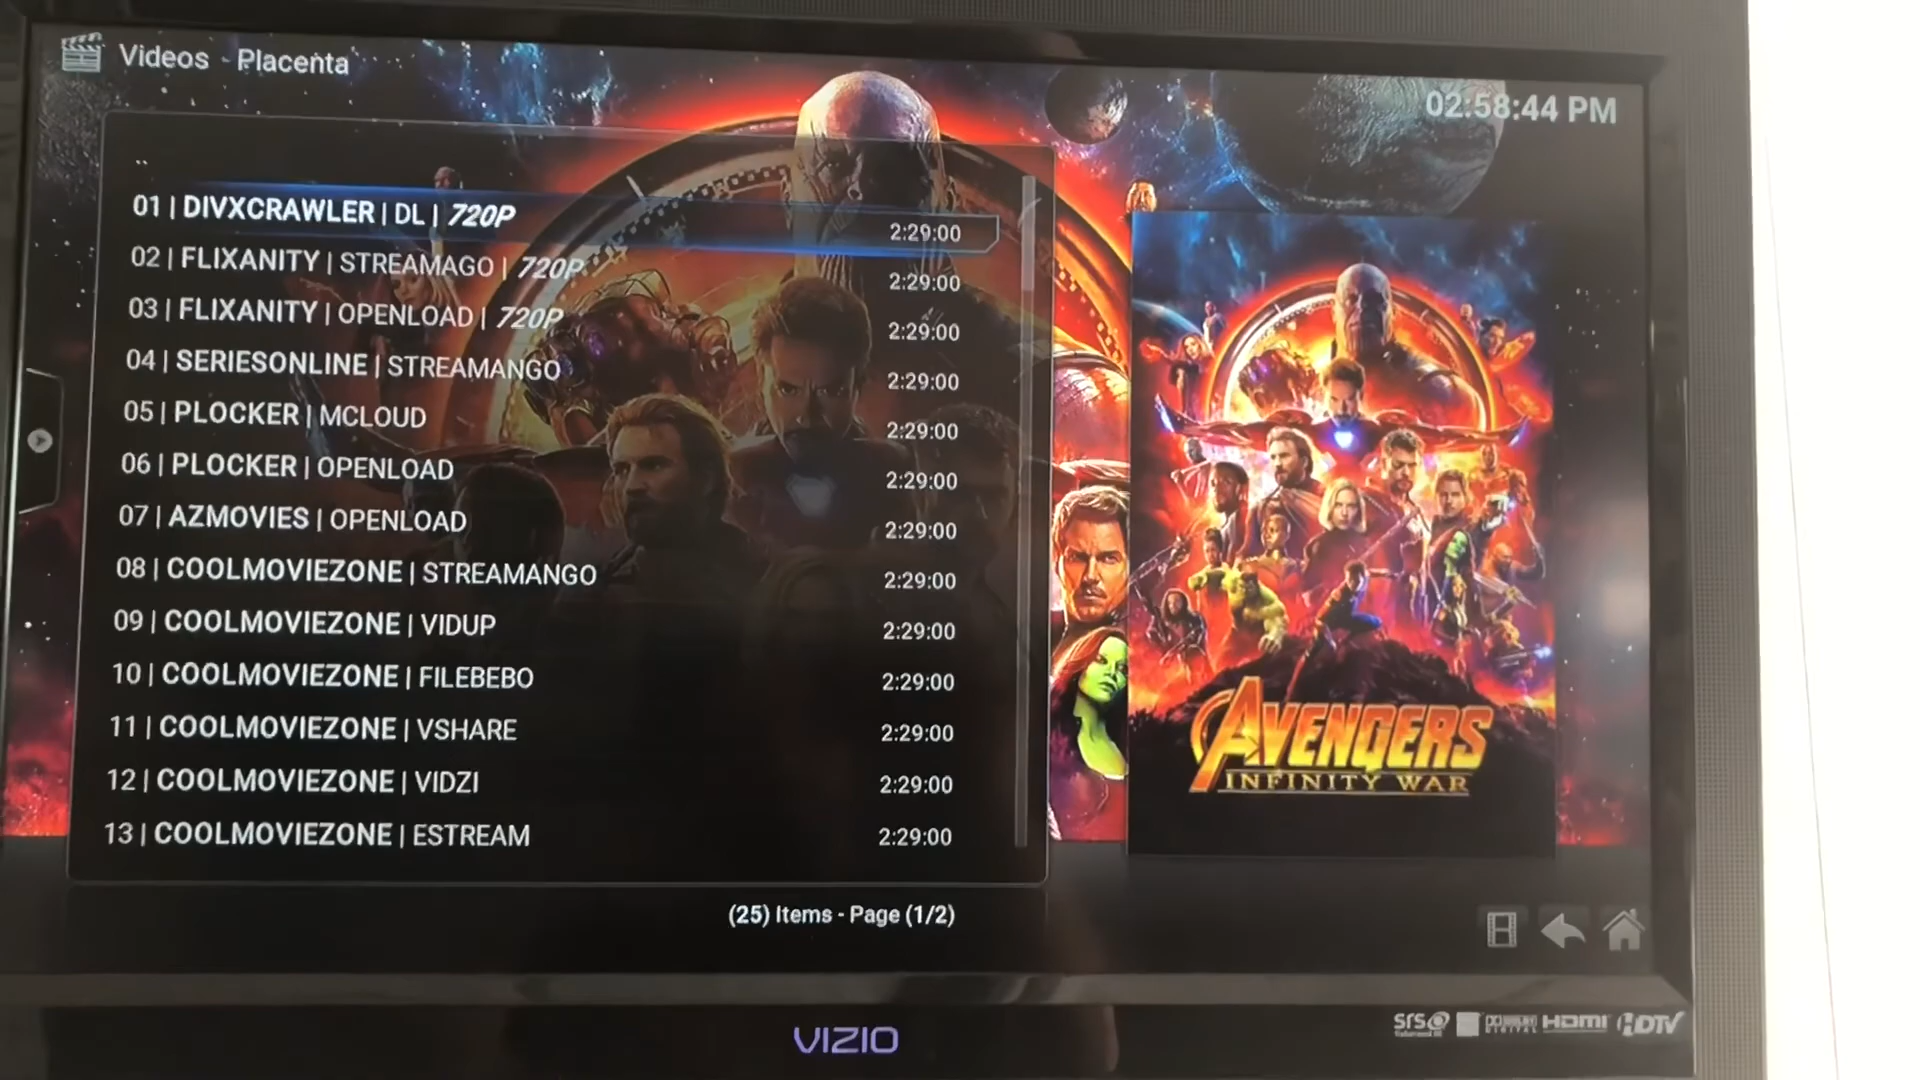 Videos - Placenta
02:58:44 PM
..
01 | DIVXCRAWLER | DL | 720P 2:29:00
02 | FLIXANITY | STREAMAGO | 720P 2:29:00
03 | FLIXANITY | OPENLOAD | 720P 2:29:00
04 | SERIESONLINE | STREAMANGO 2:29:00
05 | PLOCKER | MCLOUD 2:29:00
06 | PLOCKER | OPENLOAD 2:29:00
07 | AZMOVIES | OPENLOAD 2:29:00
08 | COOLMOVIEZONE | STREAMANGO 2:29:00
09 | COOLMOVIEZONE | VIDUP 2:29:00
10 | COOLMOVIEZONE | FILEBEBO 2:29:00
11 | COOLMOVIEZONE | VSHARE 2:29:00
12 | COOLMOVIEZONE | VIDZI 2:29:00
13 | COOLMOVIEZONE | ESTREAM 2:29:00
AVENGERS
INFINITY WAR
(25) Items - Page (1/2)
VIZIO
SRS DOLBY DIGITAL HDMI HDTV